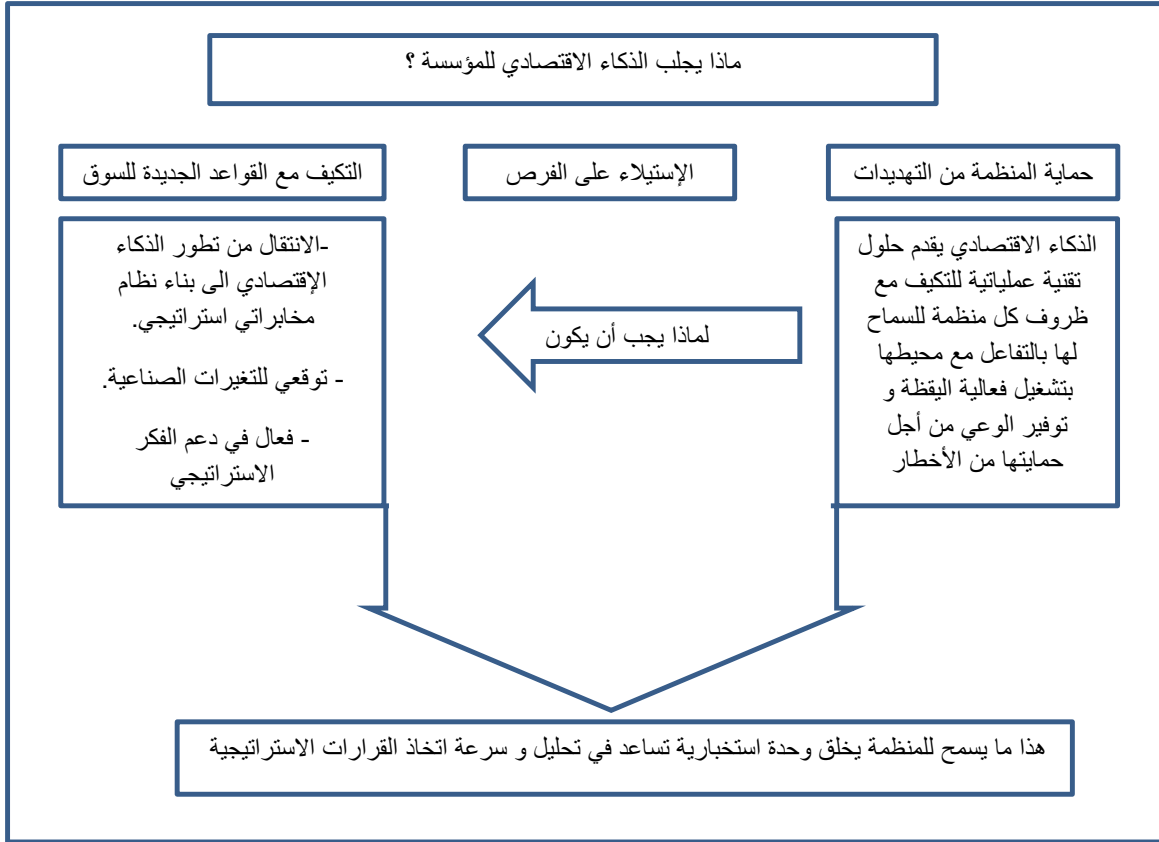 ماذا يجلب الذكاء الاقتصادي للمؤسسة ؟
حماية المنظمة من التهديدات
الإستيلاء على الفرص
التكيف مع القواعد الجديدة للسوق
الذكاء الاقتصادي يقدم حلول
تقنية عملياتية للتكيف مع
ظروف كل منظمة للسماح
لها بالتفاعل مع محيطها
بتشغيل فعالية اليقظة و
توفير الوعي من أجل
حمايتها من الأخطار
لماذا يجب أن يكون
-الانتقال من تطور الذكاء
الإقتصادي الى بناء نظام
مخابراتي استراتيجي.
- توقعي للتغيرات الصناعية.
- فعال في دعم الفكر
الاستراتيجي
هذا ما يسمح للمنظمة يخلق وحدة استخبارية تساعد في تحليل و سرعة اتخاذ القرارات الاستراتيجية